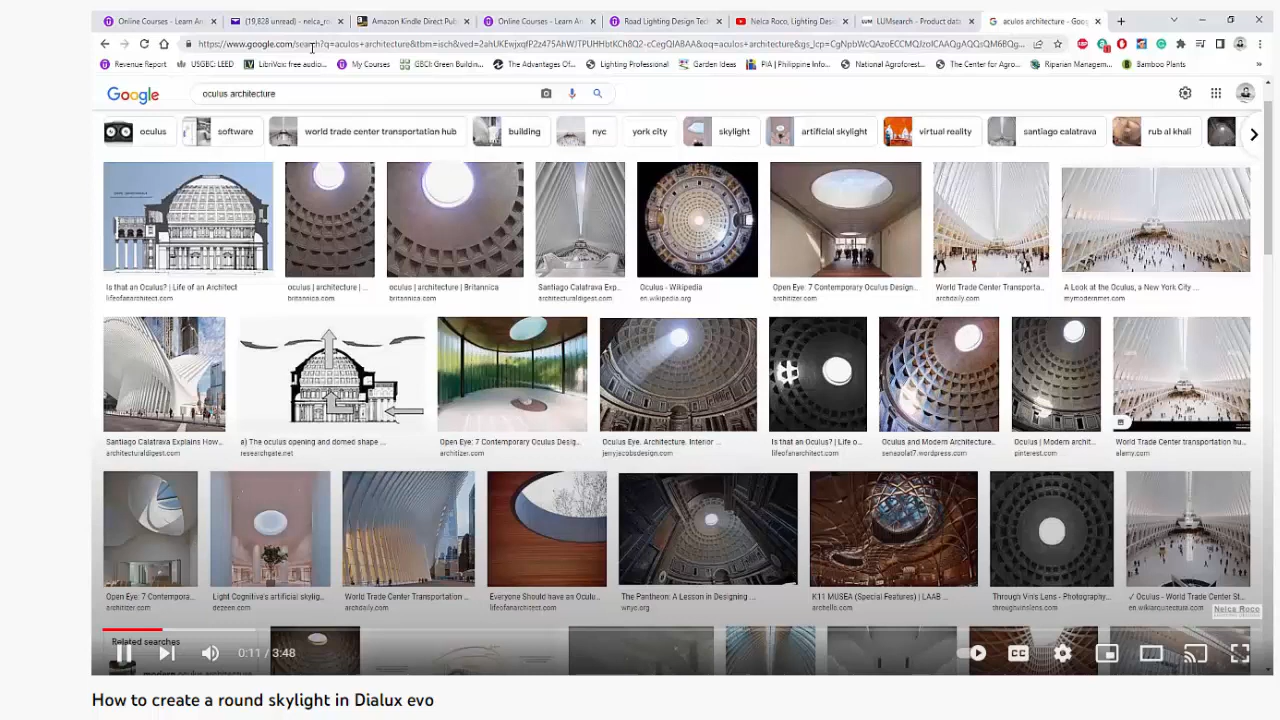 Online Courses - Learn An
(19,828 unread) - nelca_ro
Amazon Kindle Direct Pub
Online Courses - Learn An
Road Lighting Design Te
Nelca Roco, Lighting Des
LUMsearch - Product data
aculos architecture - Goo
Revenue Report
USGBC: LEED
LibriVox: free audio...
My Courses
GBCI: Green Building...
The Advantages Of...
Lighting Professional
Garden Ideas
PIA | Philippine Info...
National Agroforest...
The Center for Agro...
Riparian Managem...
Bamboo Plants
Google
oculus architecture
oculus
software
world trade center transportation hub
building
nyc
york city
skylight
artificial skylight
virtual reality
santiago calatrava
rub al khali
Is that an Oculus? | Life of an Architect
lifeofanarchitect.com
oculus | architecture | ...
britannica.com
oculus | architecture | Britannica
britannica.com
Santiago Calatrava Exp...
architecturaldigest.com
Oculus - Wikipedia
en.wikipedia.org
Open Eye: 7 Contemporary Oculus Design...
architizer.com
World Trade Center Transporta...
archdaily.com
A Look at the Oculus, a New York City ...
mymodernmet.com
Santiago Calatrava Explains How...
architecturaldigest.com
a) The oculus opening and domed shape ...
researchgate.net
Open Eye: 7 Contemporary Oculus Desig...
architizer.com
Oculus Eye. Architecture. Interior ...
jerryjacobsdesign.com
Is that an Oculus? | Life o...
lifeofanarchitect.com
Oculus and Modern Architecture...
senaoalat7.wordpress.com
Oculus | Modern archit...
pinterest.com
World Trade Center transportation hu...
alamy.com
Open Eye: 7 Contempora...
architizer.com
Light Cognitive's artificial skylig...
dezeen.com
World Trade Center Transportation ...
archdaily.com
Everyone Should have an Oculu...
lifeofanarchitect.com
The Pantheon: A Lesson in Designing ...
wnyc.org
K11 MUSEA (Special Features) | LAAB ...
archello.com
Through Vin's Lens - Photography...
throughvinslens.com
✓ Oculus - World Trade Center St...
en.wikiarquitectura.com
Nelca Roco
Related searches
0:11 / 3:48
CC
How to create a round skylight in Dialux evo